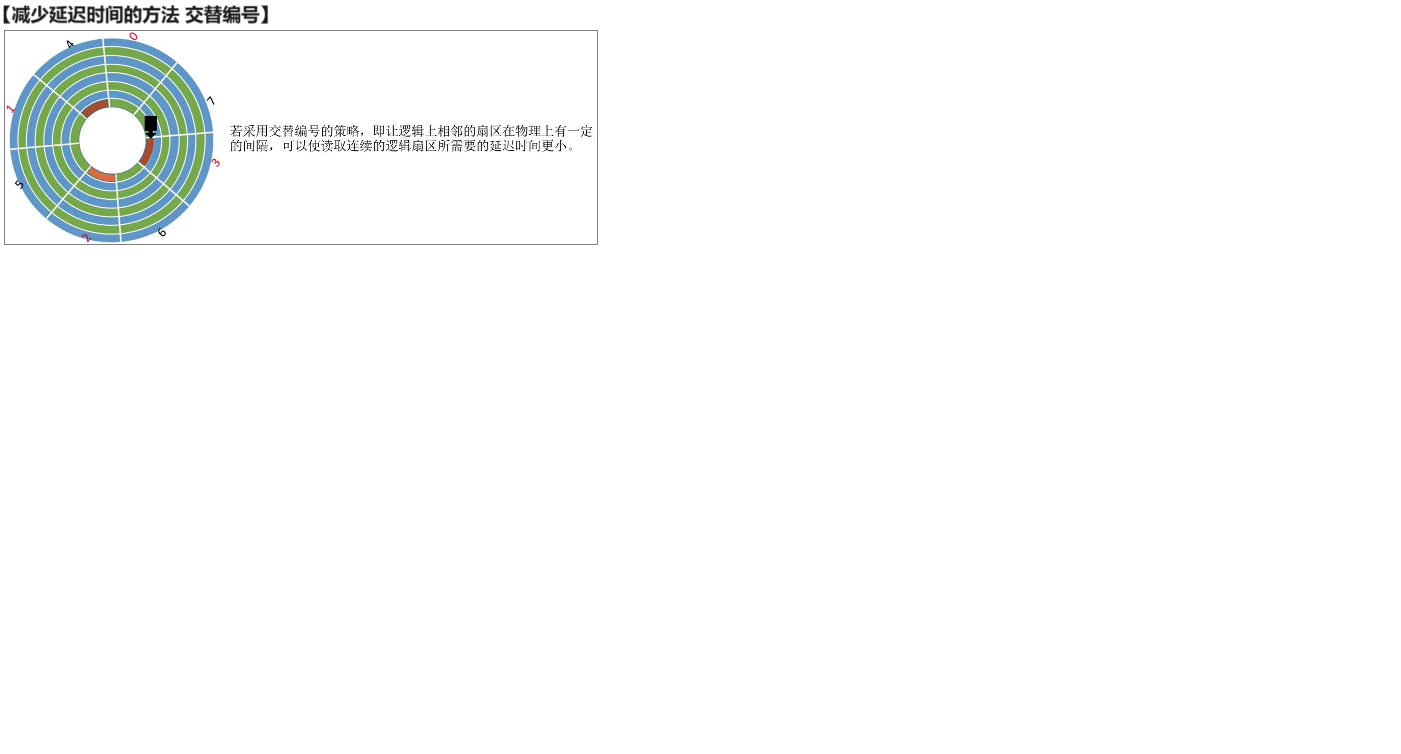 【减少延迟时间的方法 交替编号】
0
4
7
1
3
5
6
2
若采用交替编号的策略，即让逻辑上相邻的扇区在物理上有一定
的间隔，可以使读取连续的逻辑扇区所需要的延迟时间更小。